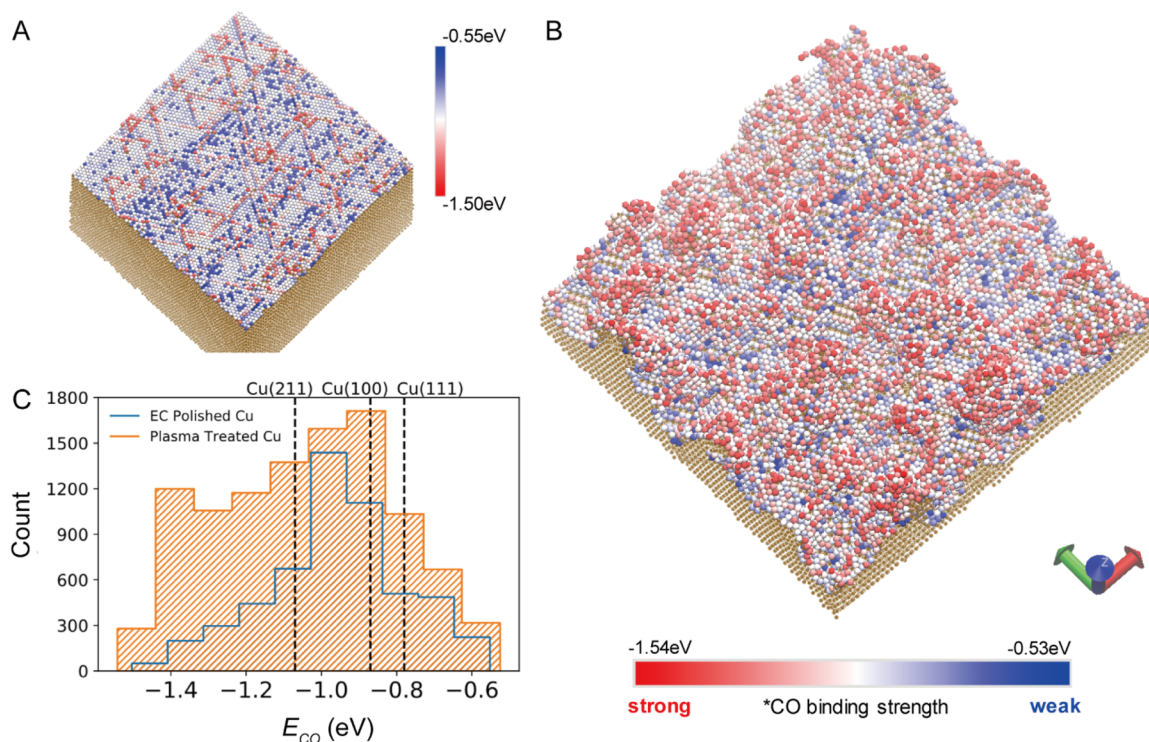 A
-0.55eV
-1.50eV
B
C
Cu(211) Cu(100) Cu(111)
EC Polished Cu
Plasma Treated Cu
1800
1500
1200
900
600
300
0
Count
−1.4 −1.2 −1.0 −0.8 −0.6
E_CO (eV)
z
-1.54eV -0.53eV
strong *CO binding strength weak